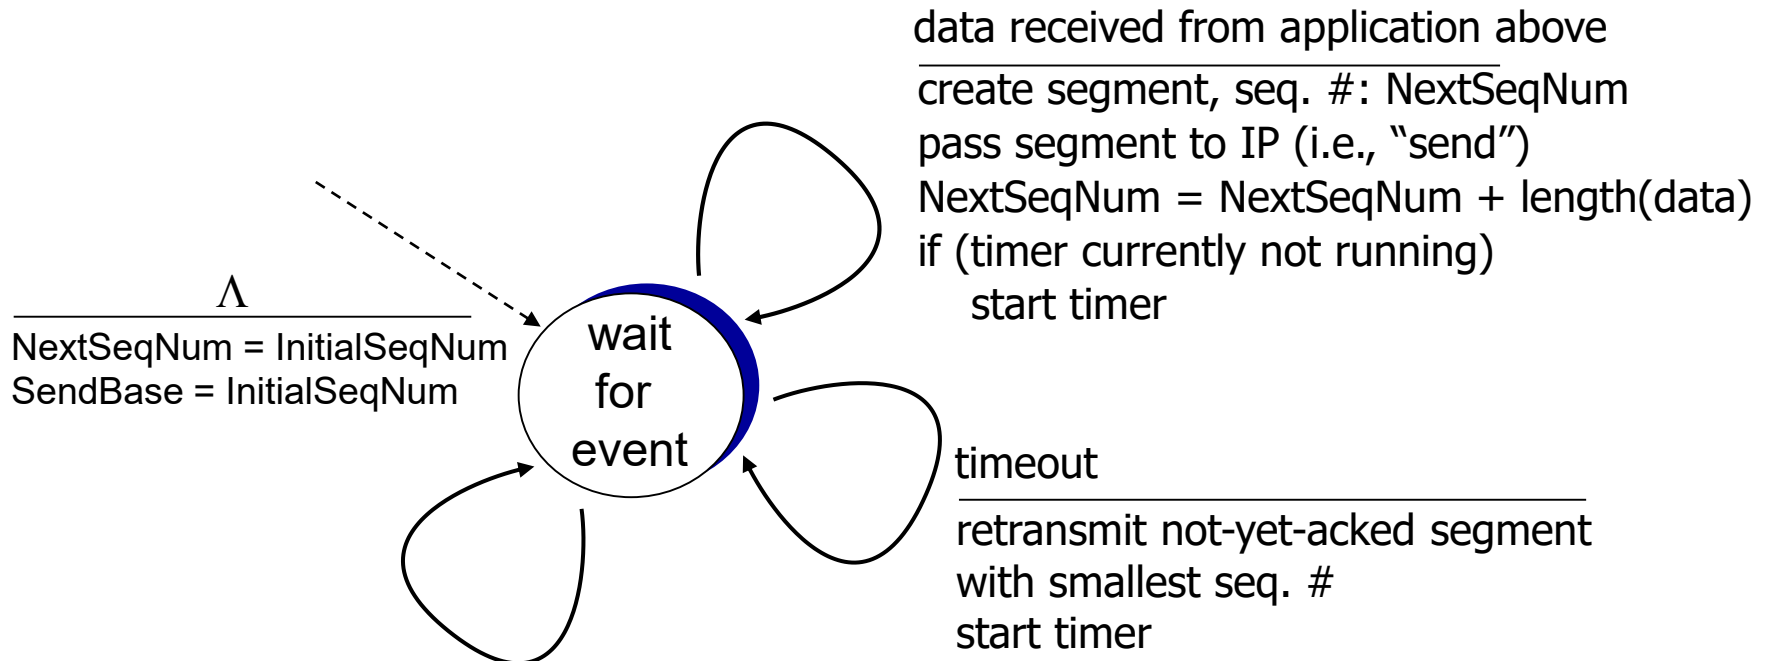 data received from application above
create segment, seq. #: NextSeqNum
pass segment to IP (i.e., “send”)
NextSeqNum = NextSeqNum + length(data)
if (timer currently not running)
start timer
Λ
NextSeqNum = InitialSeqNum
SendBase = InitialSeqNum
wait
for
event
timeout
retransmit not-yet-acked segment
with smallest seq. #
start timer